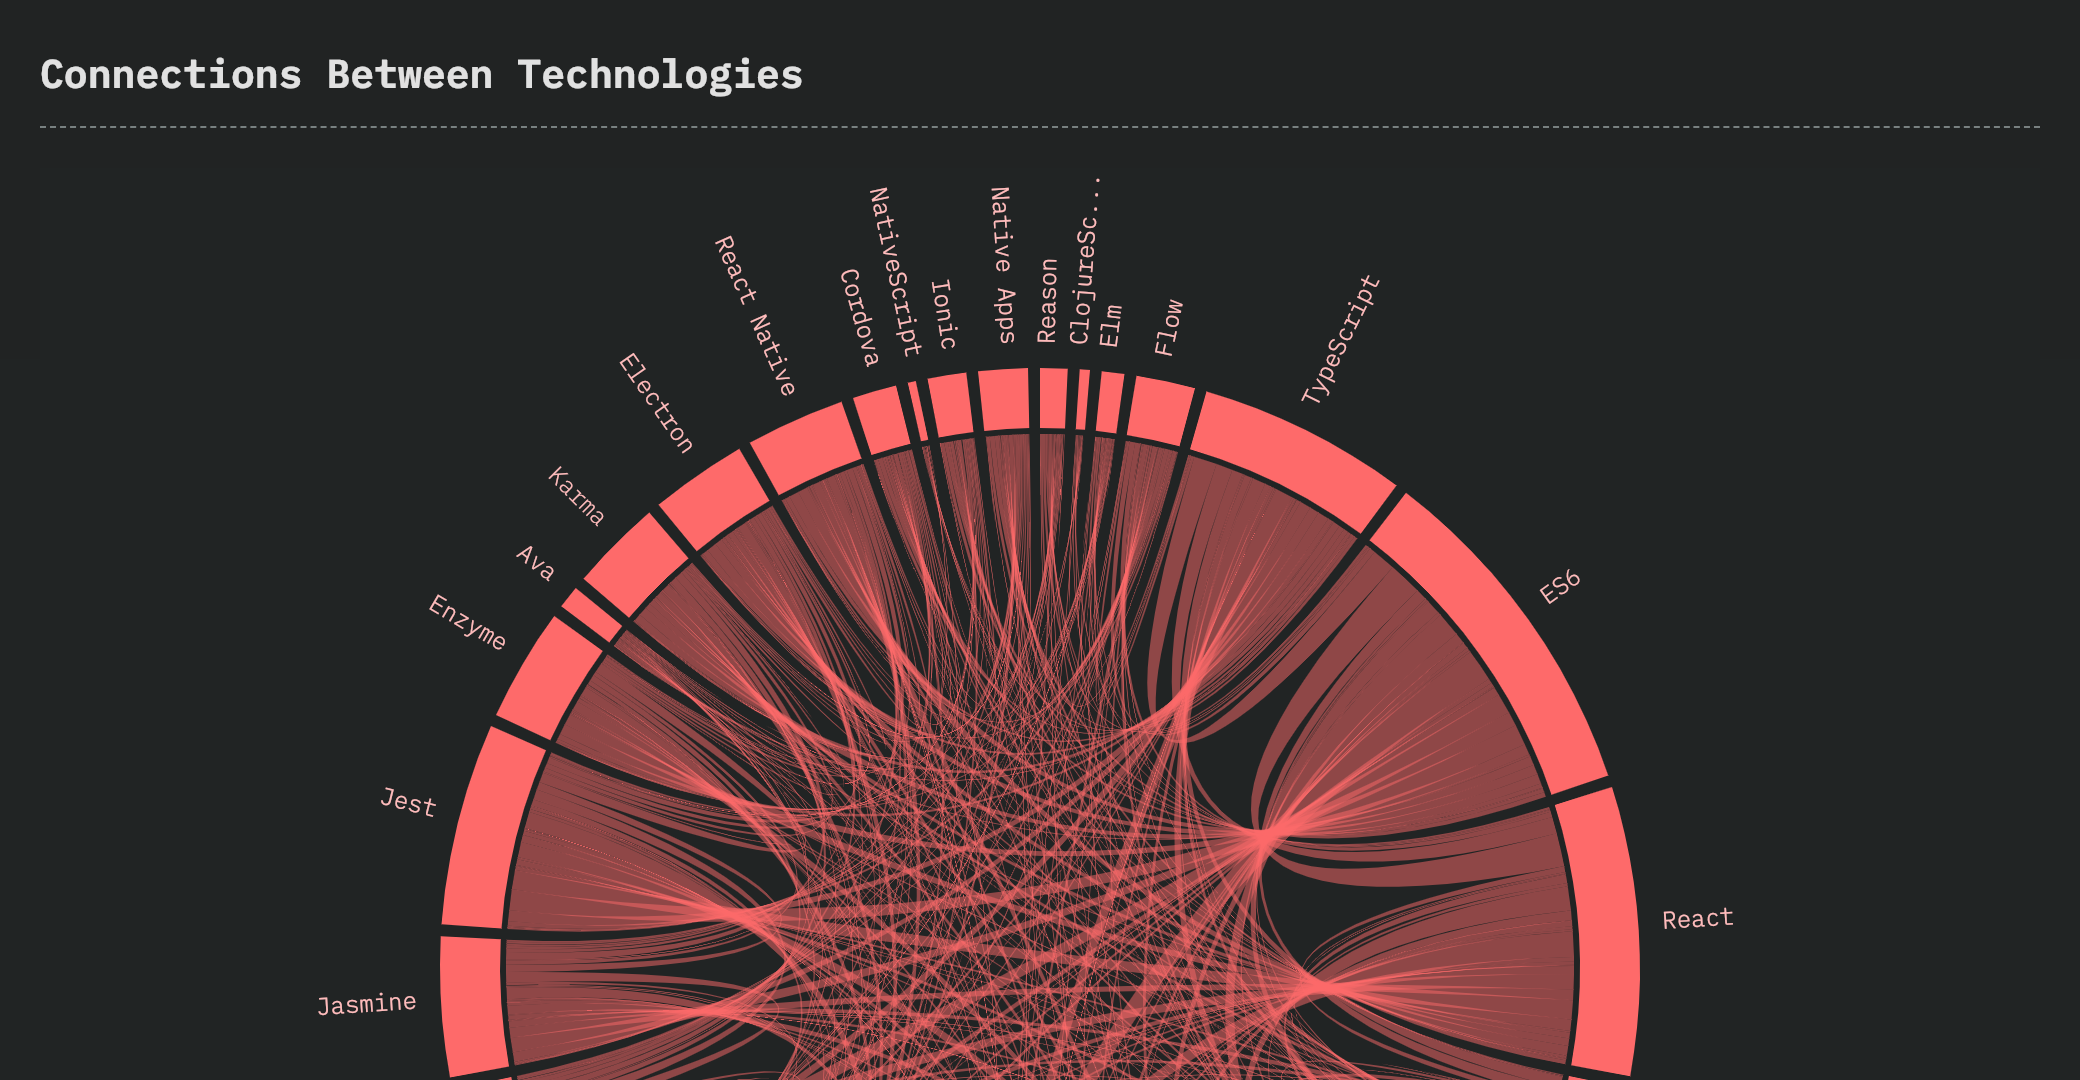 Connections Between Technologies
Jasmine
Jest
Enzyme
Ava
Karma
Electron
React Native
Cordova
NativeScript
Ionic
Native Apps
Reason
ClojureSc...
Elm
Flow
TypeScript
ES6
React